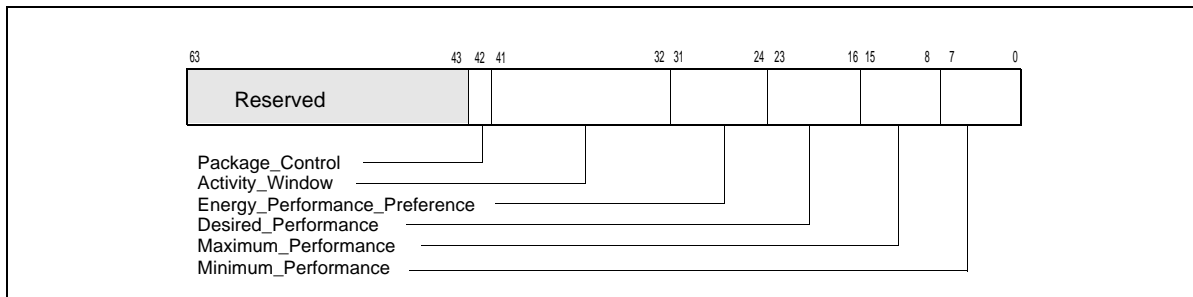 63 43 42 41 32 31 24 23 16 15 8 7 0
Reserved
Package_Control
Activity_Window
Energy_Performance_Preference
Desired_Performance
Maximum_Performance
Minimum_Performance